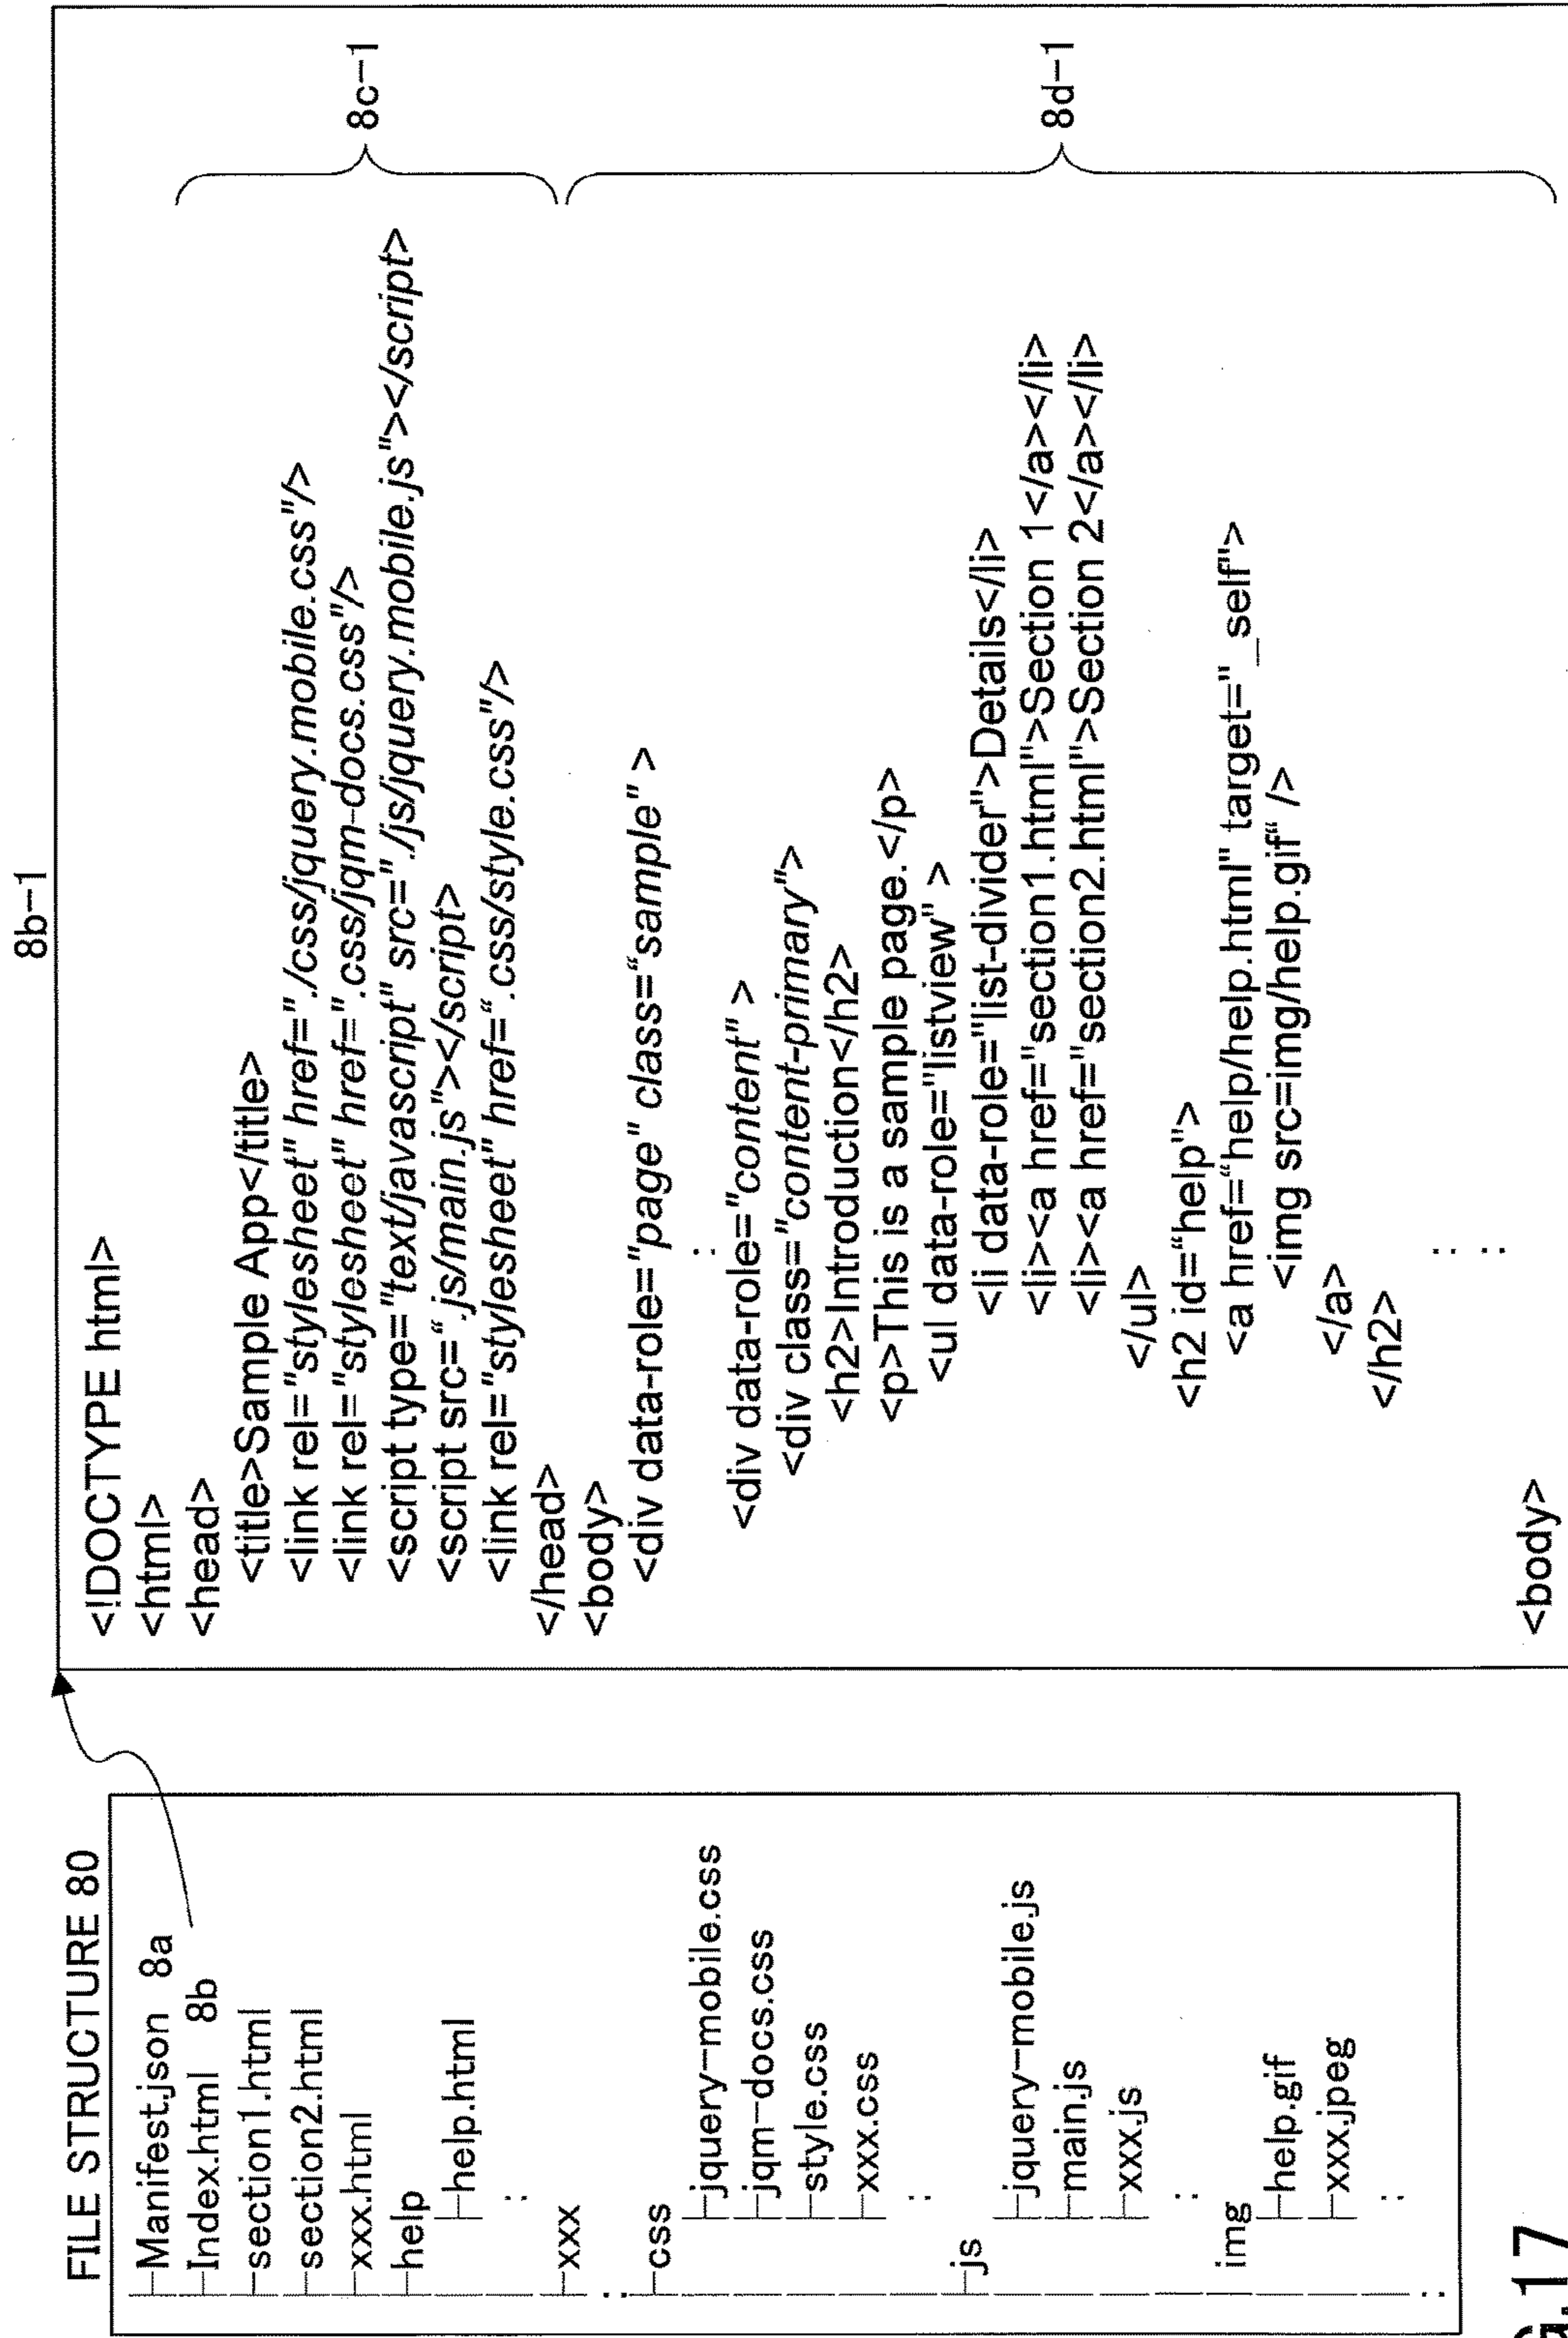 FILE STRUCTURE 80
Manifest.json 8a
Index.html 8b
section1.html
section2.html
xxx.html
help
help.html
:
xxx
:
css
jquery-mobile.css
jqm-docs.css
style.css
xxx.css
:
js
jquery-mobile.js
main.js
xxx.js
:
img
help.gif
xxx.jpeg
:
:
8b-1
<!DOCTYPE html>
<html>
<head>
<title>Sample App</title>
<link rel="stylesheet" href="./css/jquery.mobile.css"/>
<link rel="stylesheet" href=".css/jqm-docs.css"/>
<script type="text/javascript" src="./js/jquery.mobile.js"></script>
<script src=“.js/main.js"></script>
<link rel="stylesheet" href=“.css/style.css"/>
</head>
8c-1
<body>
<div data-role="page" class=“sample" >
:
<div data-role="content" >
<div class="content-primary">
<h2>Introduction</h2>
<p>This is a sample page.</p>
<ul data-role="listview" >
<li data-role="list-divider">Details</li>
<li><a href="section1.html">Section 1</a></li>
<li><a href="section2.html">Section 2</a></li>
</ul>
<h2 id=“help">
<a href=“help/help.html" target="_self">
<img src=img/help.gif“ />
</a>
</h2>
:
:
<body>
8d-1
G.17